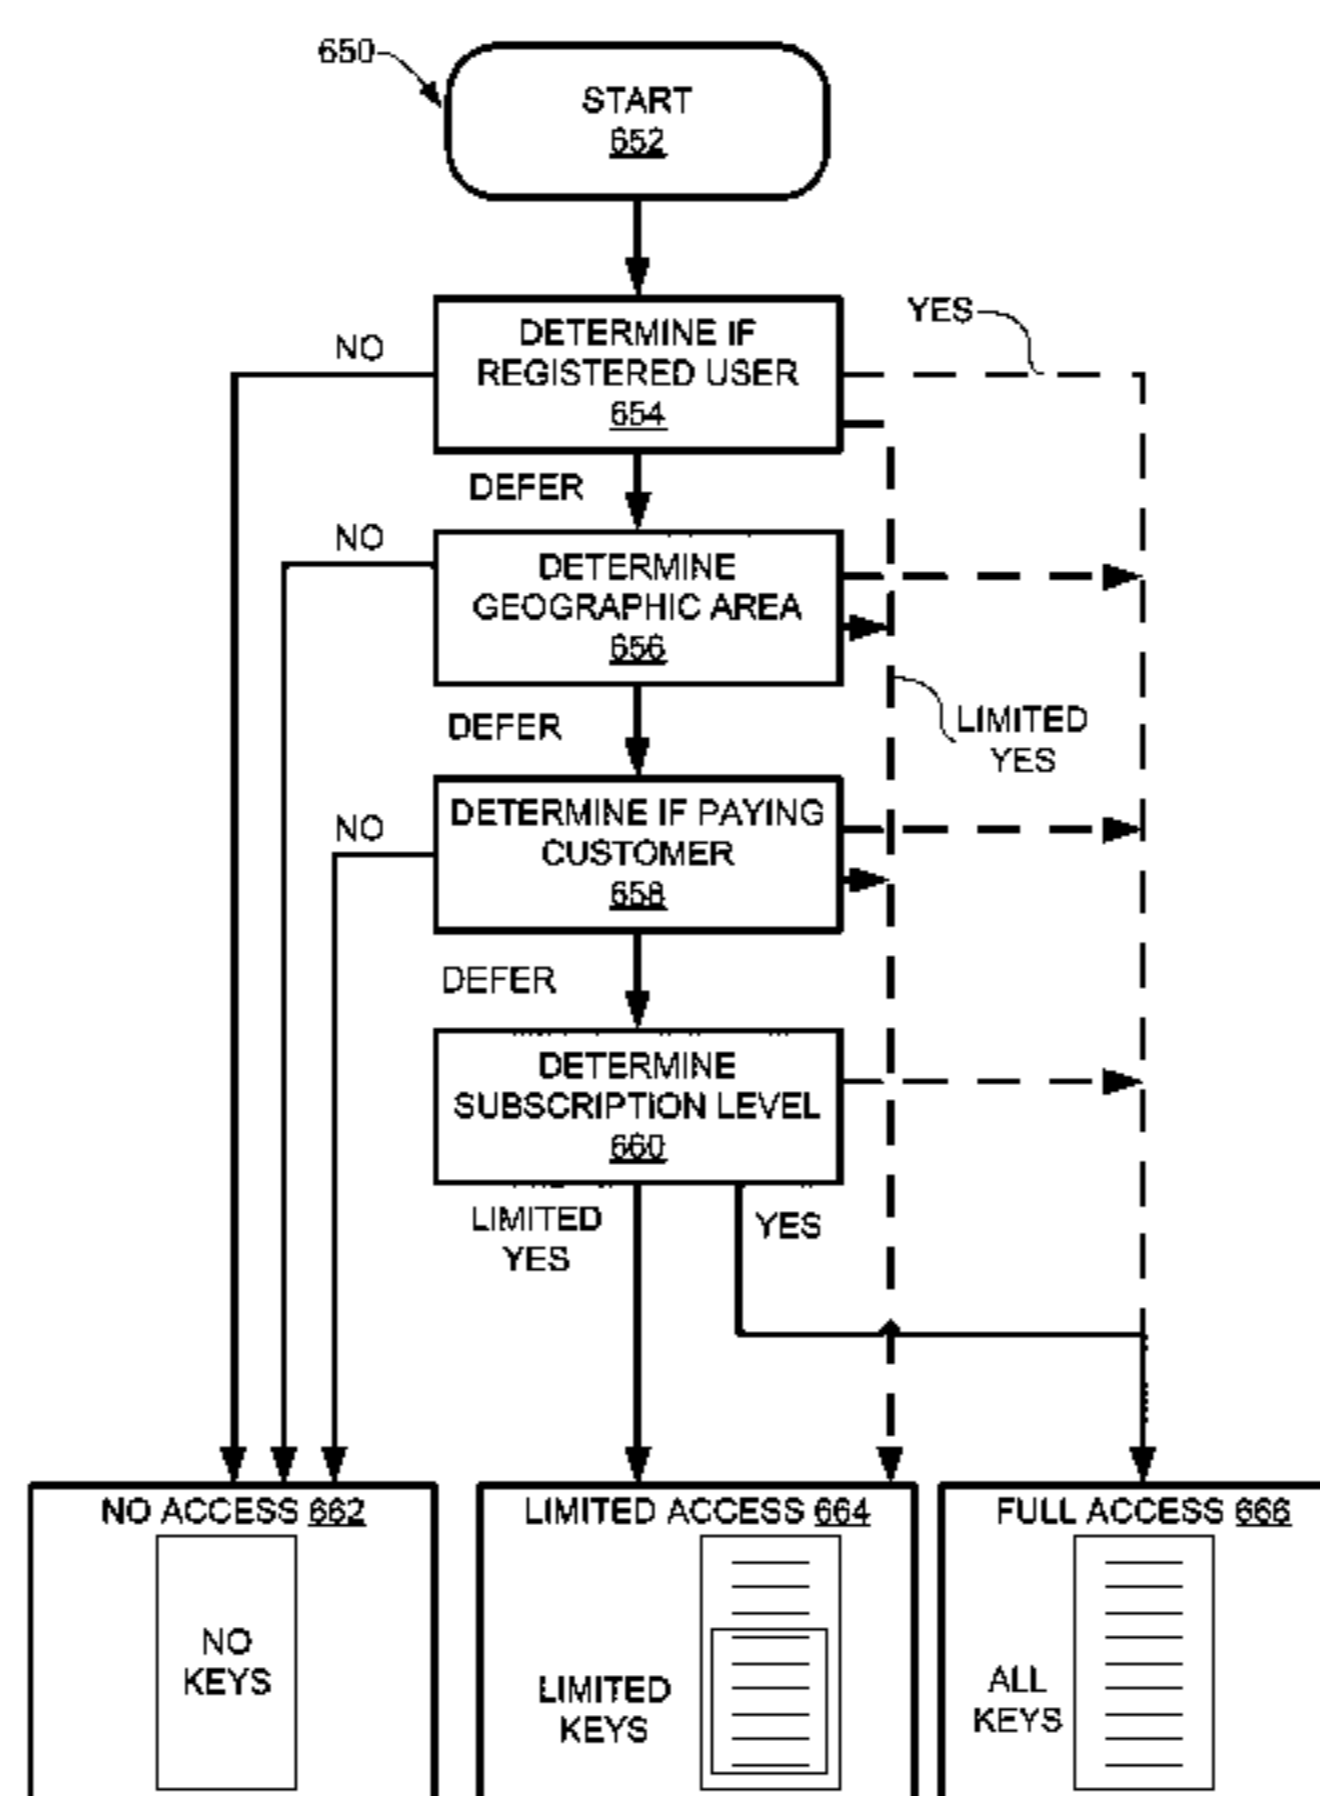 650
START
652
DETERMINE IF
REGISTERED USER
654
NO
YES
DEFER
DETERMINE
GEOGRAPHIC AREA
656
NO
LIMITED
YES
DEFER
DETERMINE IF PAYING
CUSTOMER
658
NO
DEFER
DETERMINE
SUBSCRIPTION LEVEL
660
LIMITED
YES
YES
NO ACCESS 662
NO
KEYS
LIMITED ACCESS 664
LIMITED
KEYS
FULL ACCESS 666
ALL
KEYS